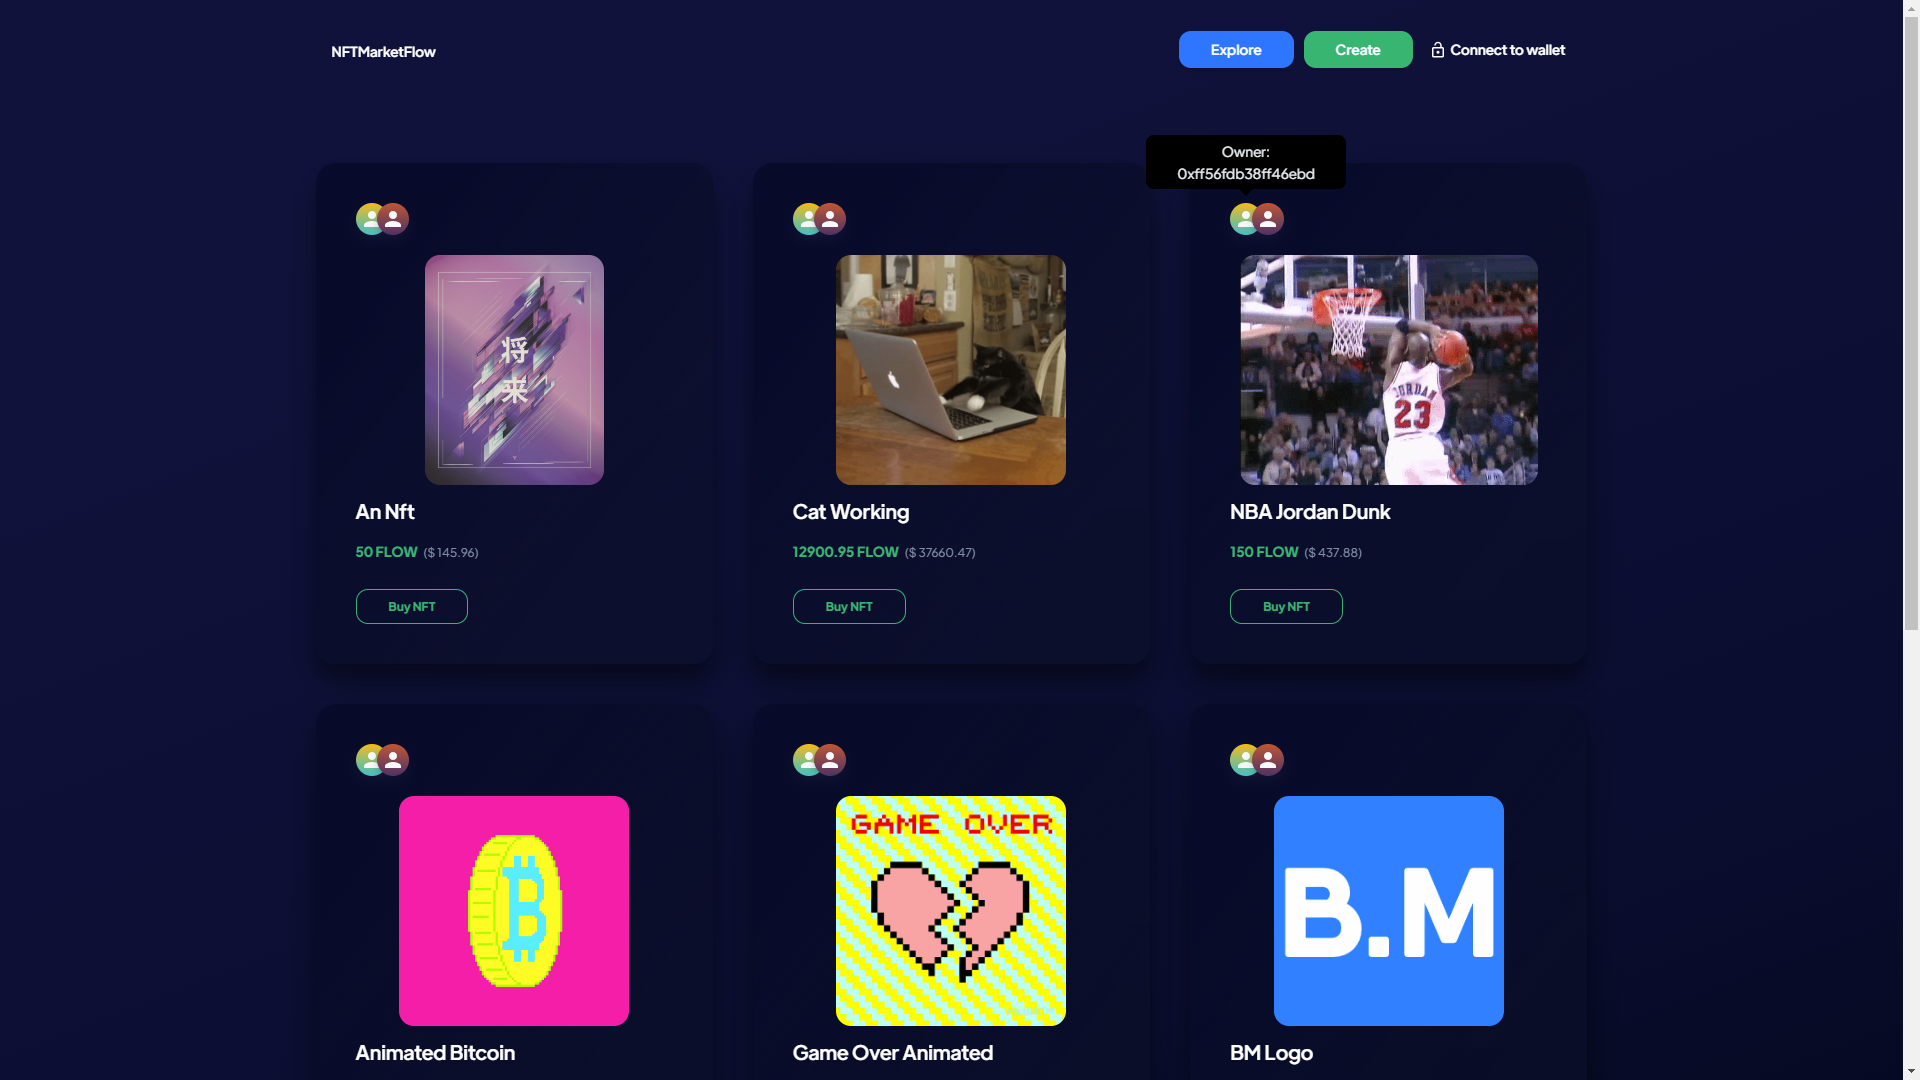 NFTMarketFlow
Explore
Create
Connect to wallet
Owner:
0xff56fdb38ff46ebd
将
来
An Nft
50 FLOW ($ 145.96)
Buy NFT
Cat Working
12900.95 FLOW ($ 37660.47)
Buy NFT
JORDAN
23
NBA Jordan Dunk
150 FLOW ($ 437.88)
Buy NFT
B
Animated Bitcoin
GAME OVER
Game Over Animated
B.M
BM Logo